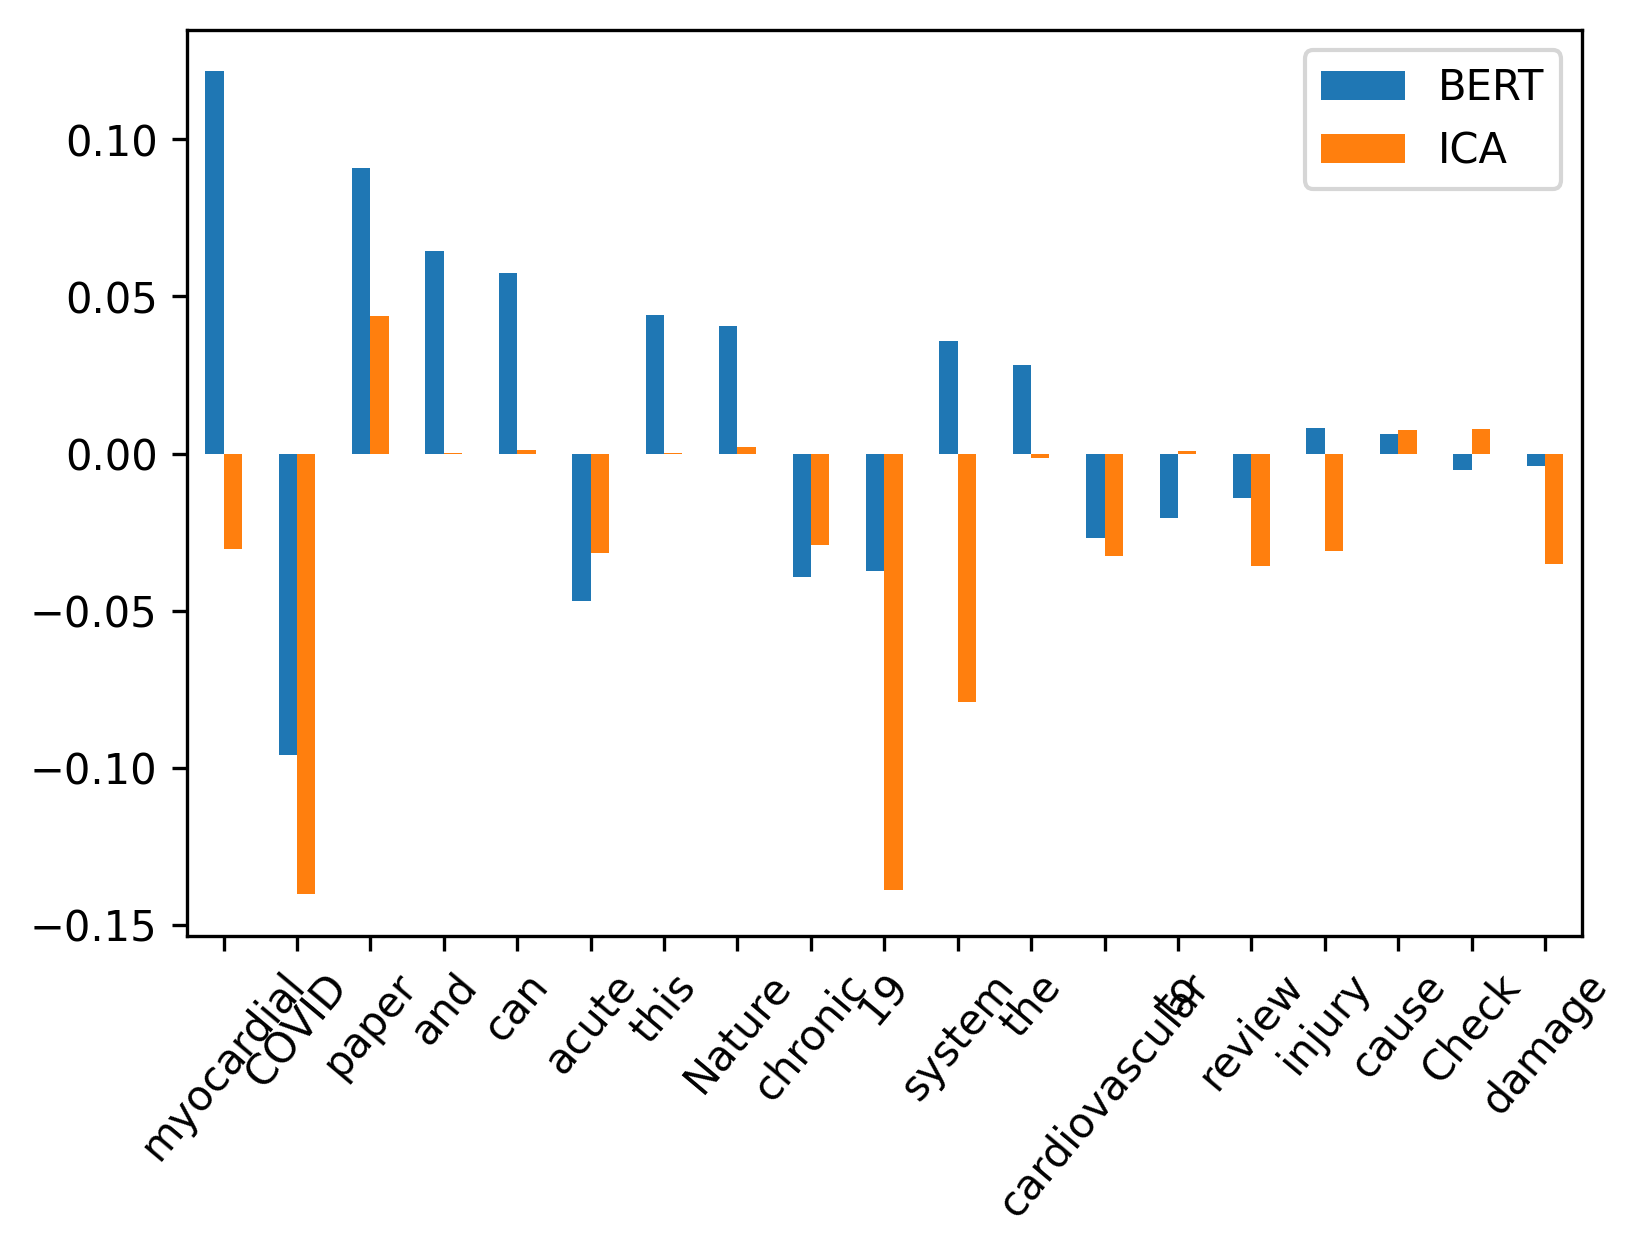 BERT
ICA
0.10
0.05
0.00
−0.05
−0.10
−0.15
myocardial
COVID
paper
and
can
acute
this
Nature
chronic
19
system
the
cardiovascular
to
review
injury
cause
Check
damage